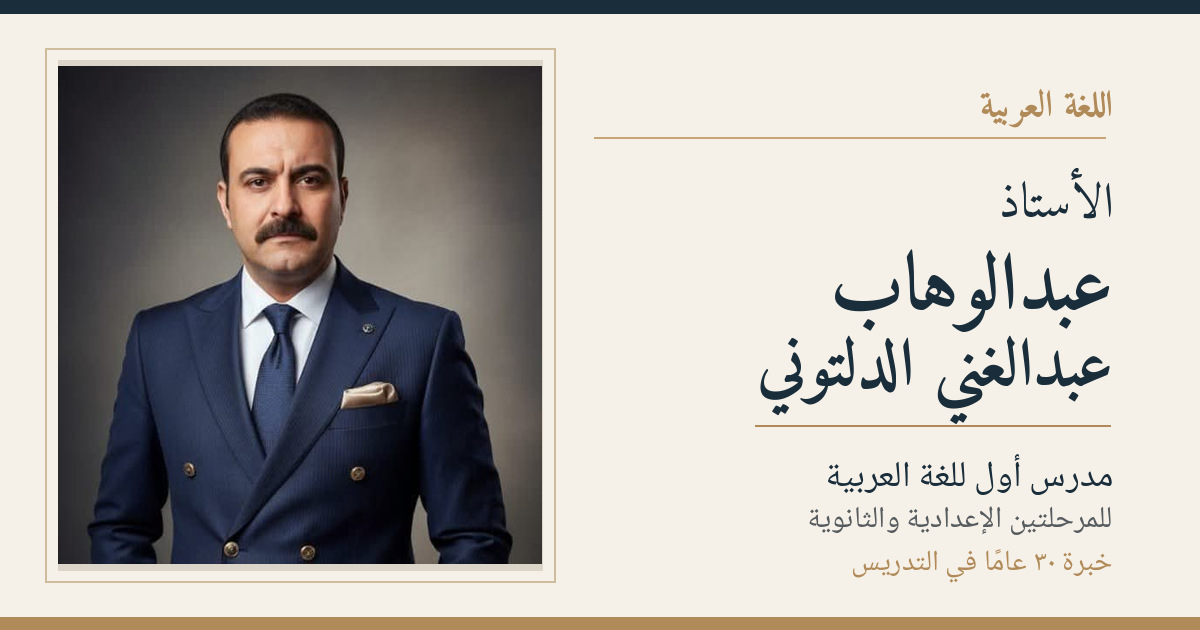 اللغة العربية
الأستاذ
عبدالوهاب
عبدالغني الدلتوني
مدرس أول للغة العربية
للمرحلتين الإعدادية والثانوية
خبرة ٣٠ عامًا في التدريس